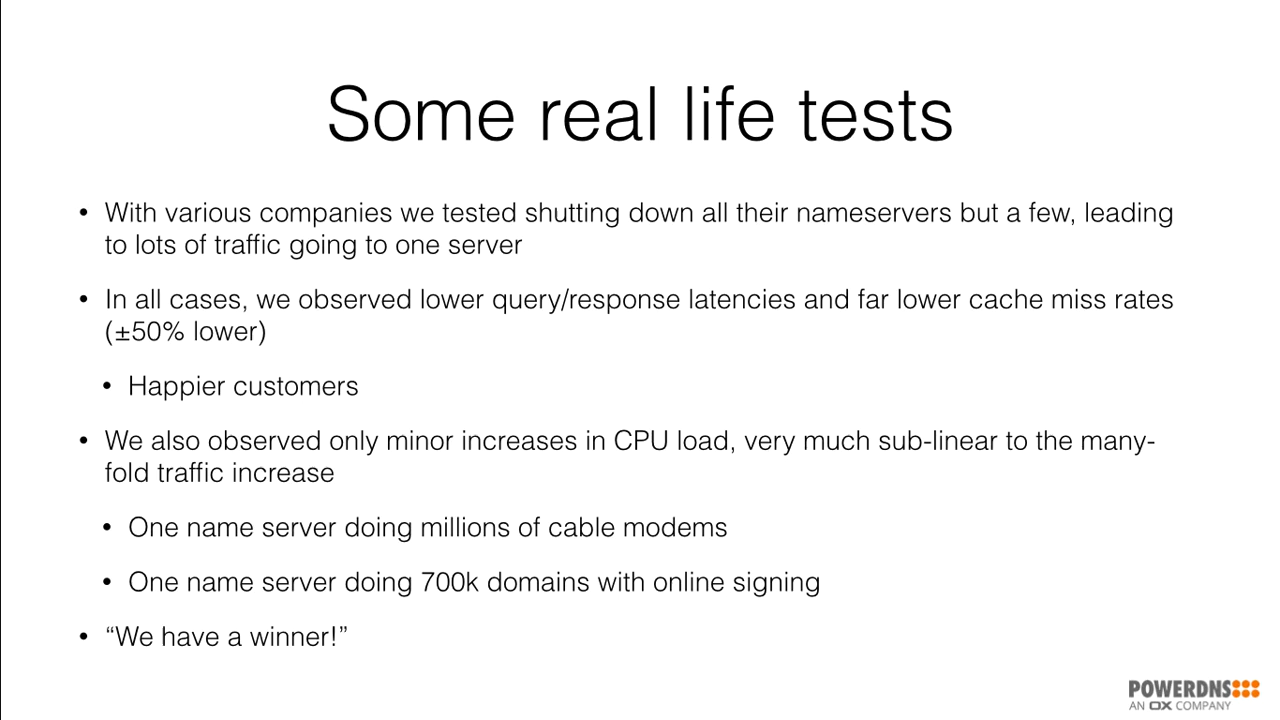 Some real life tests
• With various companies we tested shutting down all their nameservers but a few, leading
to lots of traffic going to one server
• In all cases, we observed lower query/response latencies and far lower cache miss rates
(±50% lower)
• Happier customers
• We also observed only minor increases in CPU load, very much sub-linear to the many-
fold traffic increase
• One name server doing millions of cable modems
• One name server doing 700k domains with online signing
• “We have a winner!”
POWERDNS
AN OX COMPANY